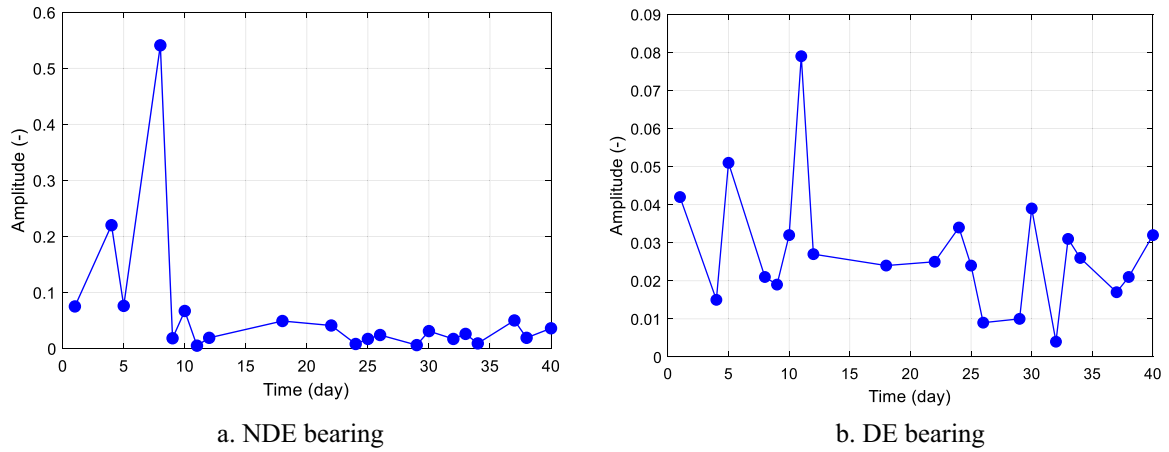 0.6
0.5
0.4
0.3
0.2
0.1
0
Amplitude (-)
0 5 10 15 20 25 30 35 40
Time (day)
a. NDE bearing
0.09
0.08
0.07
0.06
0.05
0.04
0.03
0.02
0.01
0
Amplitude (-)
0 5 10 15 20 25 30 35 40
Time (day)
b. DE bearing